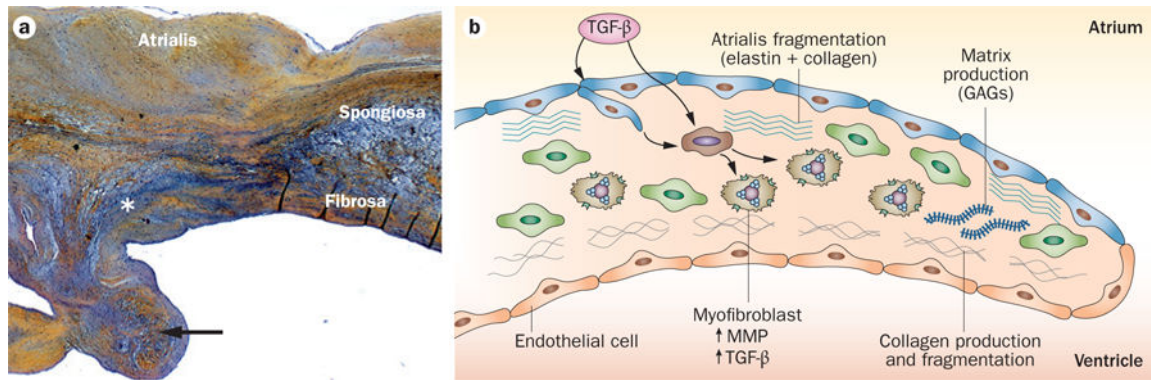 a
Atrialis
Spongiosa
Fibrosa
*
b
TGF-β
Atrialis fragmentation
(elastin + collagen)
Atrium
Matrix
production
(GAGs)
Endothelial cell
Myofibroblast
↑ MMP
↑ TGF-β
Collagen production
and fragmentation
Ventricle